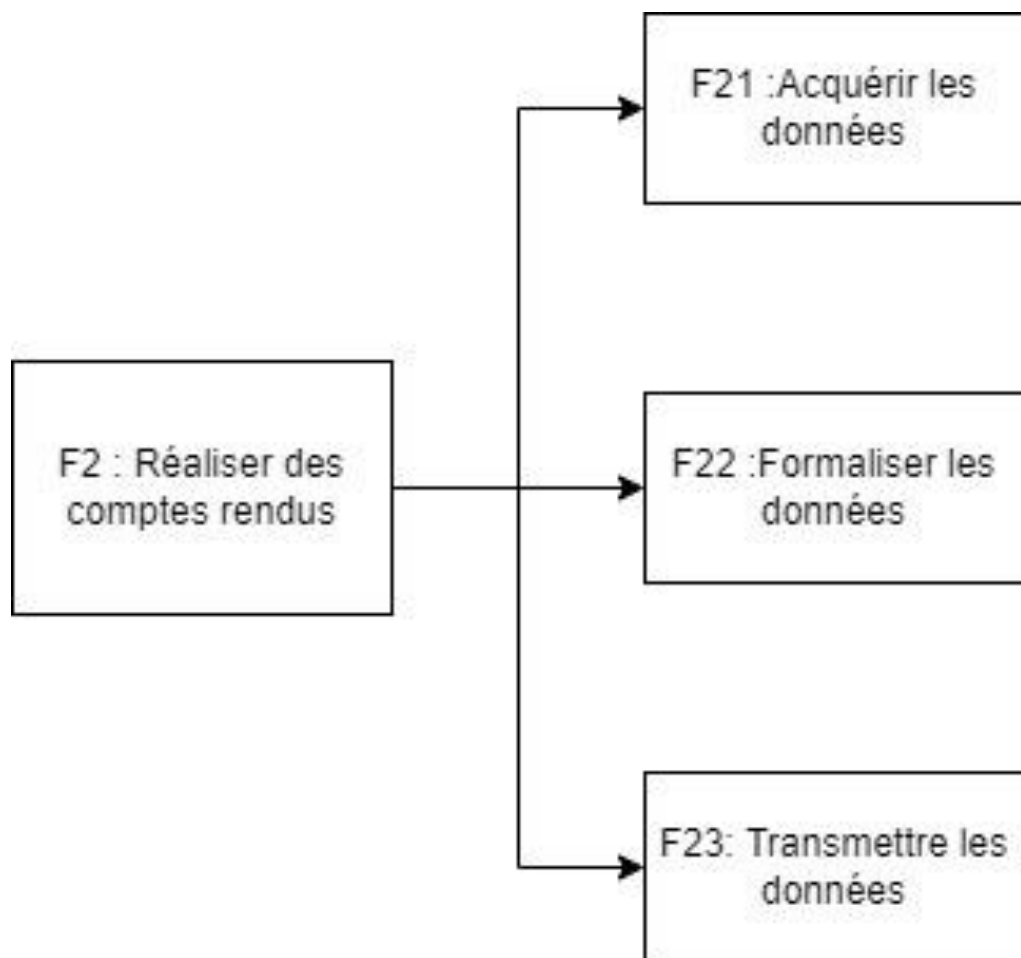 F21 :Acquérir les
données
F2 : Réaliser des
comptes rendus
F22 :Formaliser les
données
F23: Transmettre les
données